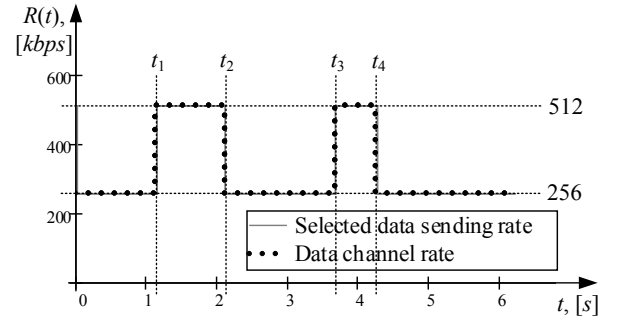 R(t),
[kbps]
t1 t2 t3 t4
600
512
400
256
200
Selected data sending rate
Data channel rate
0 1 2 3 4 5 6
t, [s]